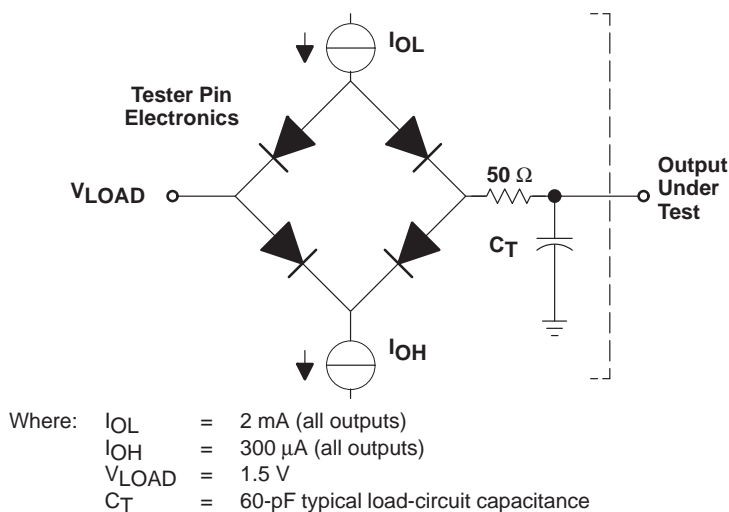 IOL
Tester Pin
Electronics
VLOAD
50 Ω
Output
Under
Test
CT
IOH
Where: IOL = 2 mA (all outputs)
IOH = 300 μA (all outputs)
VLOAD = 1.5 V
CT = 60-pF typical load-circuit capacitance